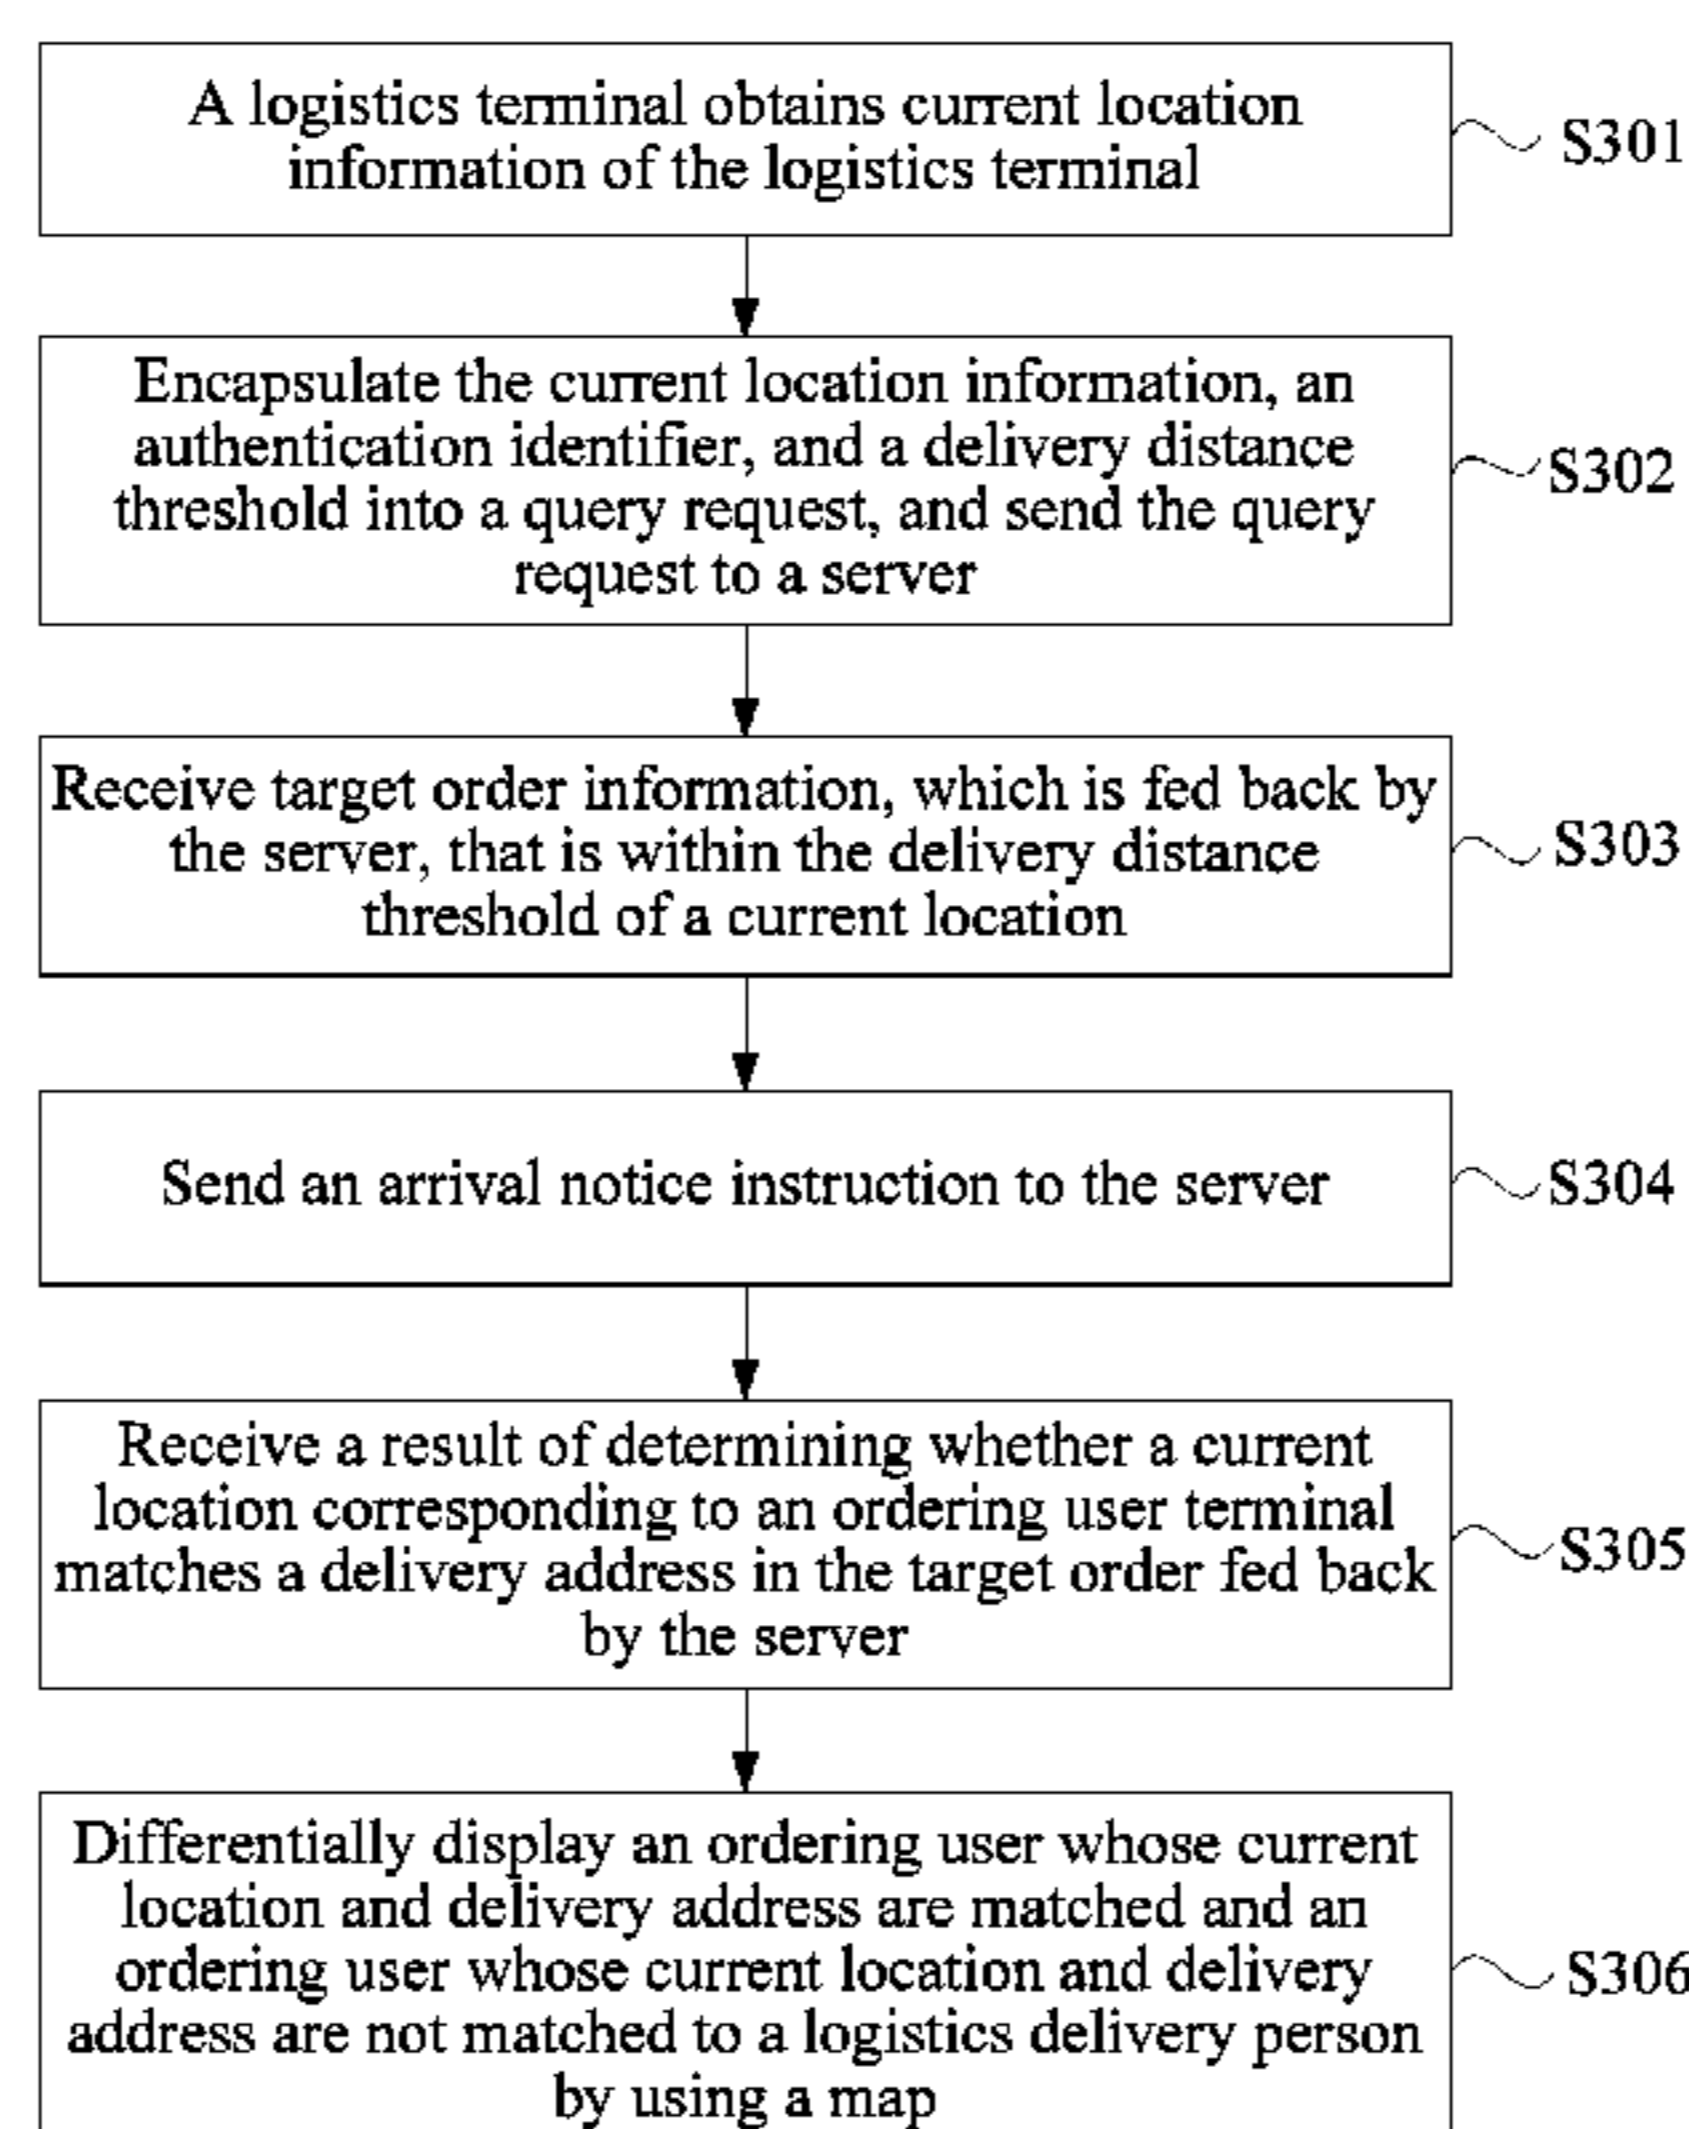 A logistics terminal obtains current location
information of the logistics terminal
S301
Encapsulate the current location information, an
authentication identifier, and a delivery distance
threshold into a query request, and send the query
request to a server
S302
Receive target order information, which is fed back by
the server, that is within the delivery distance
threshold of a current location
S303
Send an arrival notice instruction to the server
S304
Receive a result of determining whether a current
location corresponding to an ordering user terminal
matches a delivery address in the target order fed back
by the server
S305
Differentially display an ordering user whose current
location and delivery address are matched and an
ordering user whose current location and delivery
address are not matched to a logistics delivery person
by using a map
S306